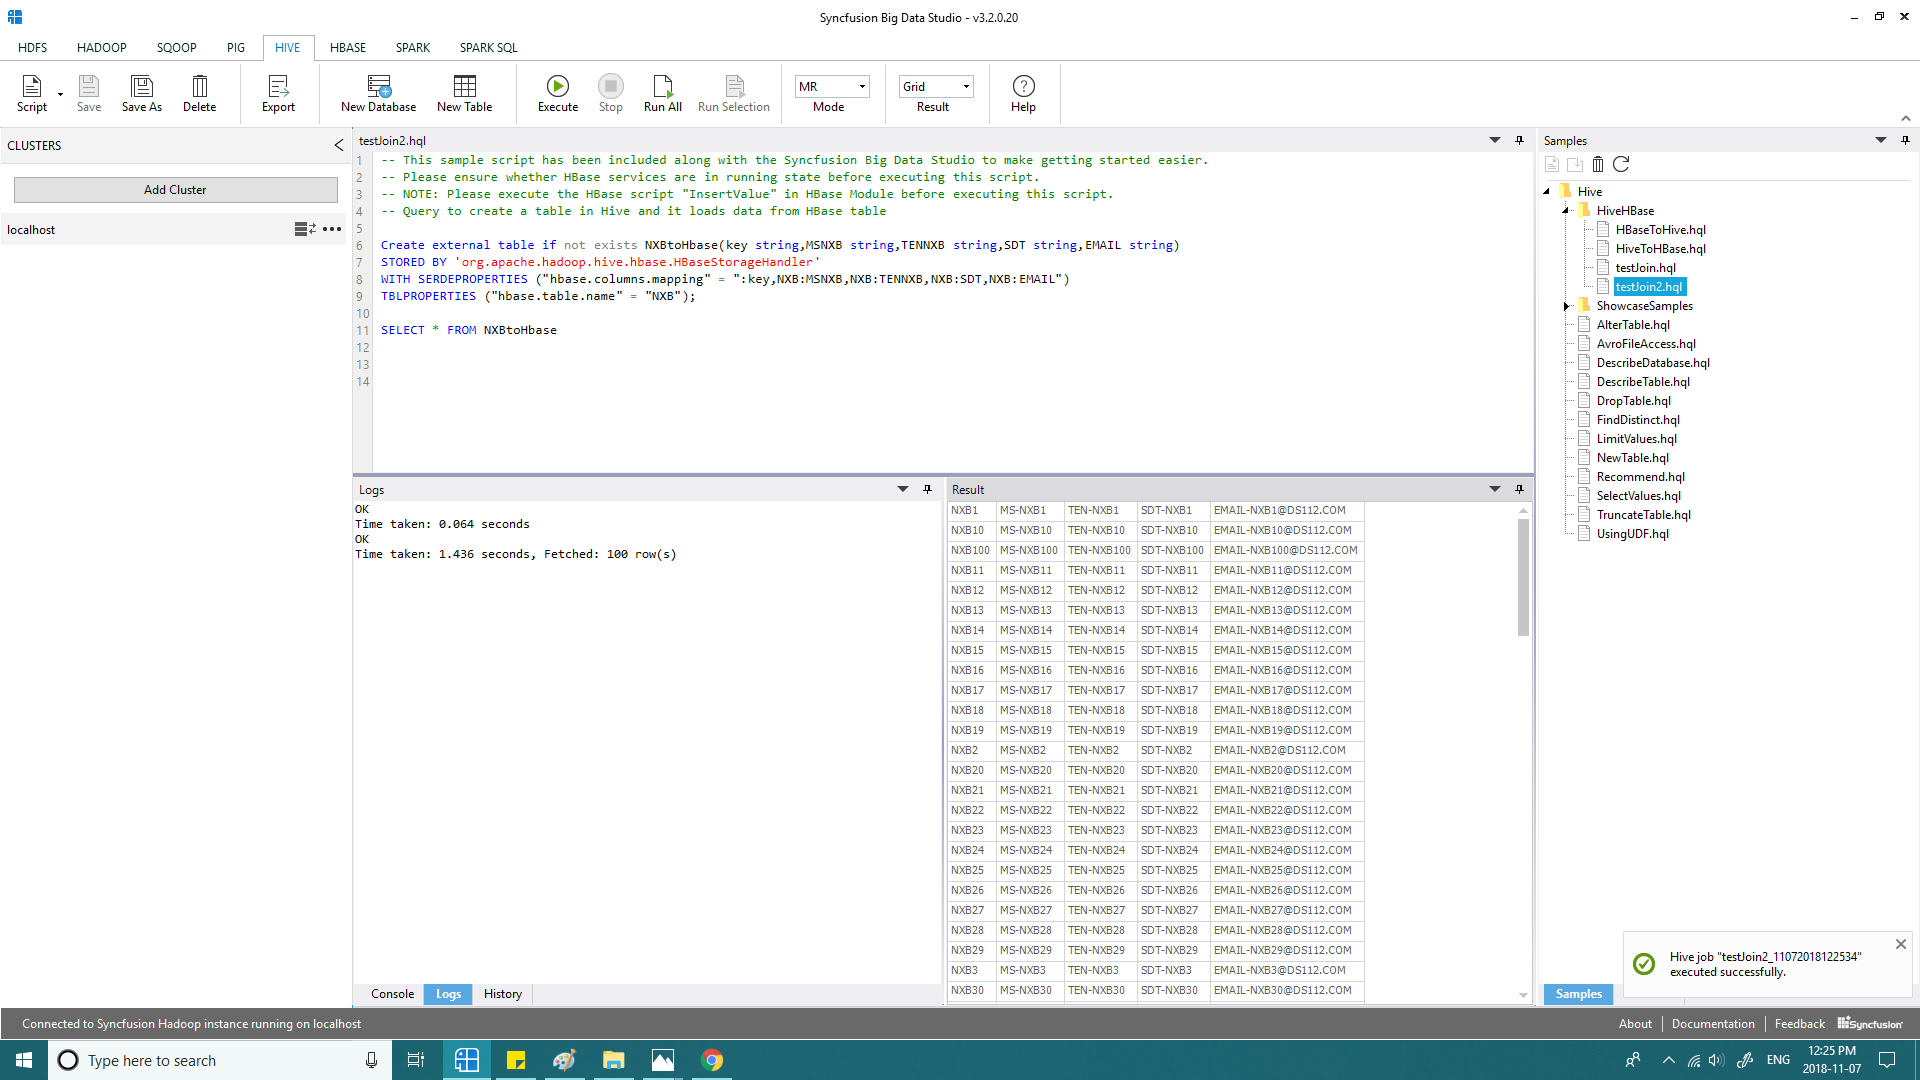 Syncfusion Big Data Studio - v3.2.0.20
HDFS HADOOP SQOOP PIG HIVE HBASE SPARK SPARK SQL
Script Save Save As Delete Export New Database New Table Execute Stop Run All Run Selection MR Mode Grid Result Help
CLUSTERS
Add Cluster
localhost
testJoin2.hql
1 -- This sample script has been included along with the Syncfusion Big Data Studio to make getting started easier.
2 -- Please ensure whether HBase services are in running state before executing this script.
3 -- NOTE: Please execute the HBase script "InsertValue" in HBase Module before executing this script.
4 -- Query to create a table in Hive and it loads data from HBase table
5
6 Create external table if not exists NXBtoHbase(key string,MSNXB string,TENNXB string,SDT string,EMAIL string)
7 STORED BY 'org.apache.hadoop.hive.hbase.HBaseStorageHandler'
8 WITH SERDEPROPERTIES ("hbase.columns.mapping" = ":key,NXB:MSNXB,NXB:TENNXB,NXB:SDT,NXB:EMAIL")
9 TBLPROPERTIES ("hbase.table.name" = "NXB");
10
11 SELECT * FROM NXBtoHbase
12
13
14
Logs
OK
Time taken: 0.064 seconds
OK
Time taken: 1.436 seconds, Fetched: 100 row(s)
Console Logs History
Result
NXB1 MS-NXB1 TEN-NXB1 SDT-NXB1 EMAIL-NXB1@DS112.COM
NXB10 MS-NXB10 TEN-NXB10 SDT-NXB10 EMAIL-NXB10@DS112.COM
NXB100 MS-NXB100 TEN-NXB100 SDT-NXB100 EMAIL-NXB100@DS112.COM
NXB11 MS-NXB11 TEN-NXB11 SDT-NXB11 EMAIL-NXB11@DS112.COM
NXB12 MS-NXB12 TEN-NXB12 SDT-NXB12 EMAIL-NXB12@DS112.COM
NXB13 MS-NXB13 TEN-NXB13 SDT-NXB13 EMAIL-NXB13@DS112.COM
NXB14 MS-NXB14 TEN-NXB14 SDT-NXB14 EMAIL-NXB14@DS112.COM
NXB15 MS-NXB15 TEN-NXB15 SDT-NXB15 EMAIL-NXB15@DS112.COM
NXB16 MS-NXB16 TEN-NXB16 SDT-NXB16 EMAIL-NXB16@DS112.COM
NXB17 MS-NXB17 TEN-NXB17 SDT-NXB17 EMAIL-NXB17@DS112.COM
NXB18 MS-NXB18 TEN-NXB18 SDT-NXB18 EMAIL-NXB18@DS112.COM
NXB19 MS-NXB19 TEN-NXB19 SDT-NXB19 EMAIL-NXB19@DS112.COM
NXB2 MS-NXB2 TEN-NXB2 SDT-NXB2 EMAIL-NXB2@DS112.COM
NXB20 MS-NXB20 TEN-NXB20 SDT-NXB20 EMAIL-NXB20@DS112.COM
NXB21 MS-NXB21 TEN-NXB21 SDT-NXB21 EMAIL-NXB21@DS112.COM
NXB22 MS-NXB22 TEN-NXB22 SDT-NXB22 EMAIL-NXB22@DS112.COM
NXB23 MS-NXB23 TEN-NXB23 SDT-NXB23 EMAIL-NXB23@DS112.COM
NXB24 MS-NXB24 TEN-NXB24 SDT-NXB24 EMAIL-NXB24@DS112.COM
NXB25 MS-NXB25 TEN-NXB25 SDT-NXB25 EMAIL-NXB25@DS112.COM
NXB26 MS-NXB26 TEN-NXB26 SDT-NXB26 EMAIL-NXB26@DS112.COM
NXB27 MS-NXB27 TEN-NXB27 SDT-NXB27 EMAIL-NXB27@DS112.COM
NXB28 MS-NXB28 TEN-NXB28 SDT-NXB28 EMAIL-NXB28@DS112.COM
NXB29 MS-NXB29 TEN-NXB29 SDT-NXB29 EMAIL-NXB29@DS112.COM
NXB3 MS-NXB3 TEN-NXB3 SDT-NXB3 EMAIL-NXB3@DS112.COM
NXB30 MS-NXB30 TEN-NXB30 SDT-NXB30 EMAIL-NXB30@DS112.COM
Samples
Hive
HiveHBase
HBaseToHive.hql
HiveToHBase.hql
testJoin.hql
testJoin2.hql
ShowcaseSamples
AlterTable.hql
AvroFileAccess.hql
DescribeDatabase.hql
DescribeTable.hql
DropTable.hql
FindDistinct.hql
LimitValues.hql
NewTable.hql
Recommend.hql
SelectValues.hql
TruncateTable.hql
UsingUDF.hql
Hive job "testJoin2_11072018122534"
executed successfully.
Samples
Connected to Syncfusion Hadoop instance running on localhost
About Documentation Feedback Syncfusion
Type here to search
ENG
12:25 PM
2018-11-07